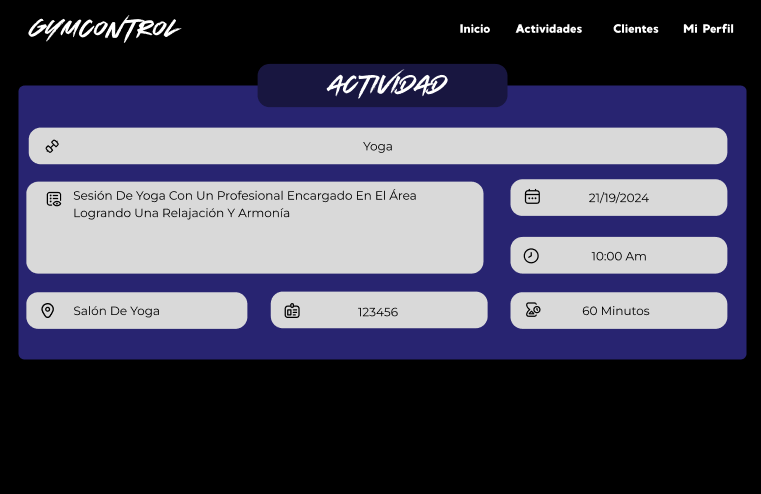 GYMCONTROL
Inicio
Actividades
Clientes
Mi Perfil
ACTIVIDAD
Yoga
Sesión De Yoga Con Un Profesional Encargado En El Área
Logrando Una Relajación Y Armonía
21/19/2024
10:00 Am
Salón De Yoga
123456
60 Minutos